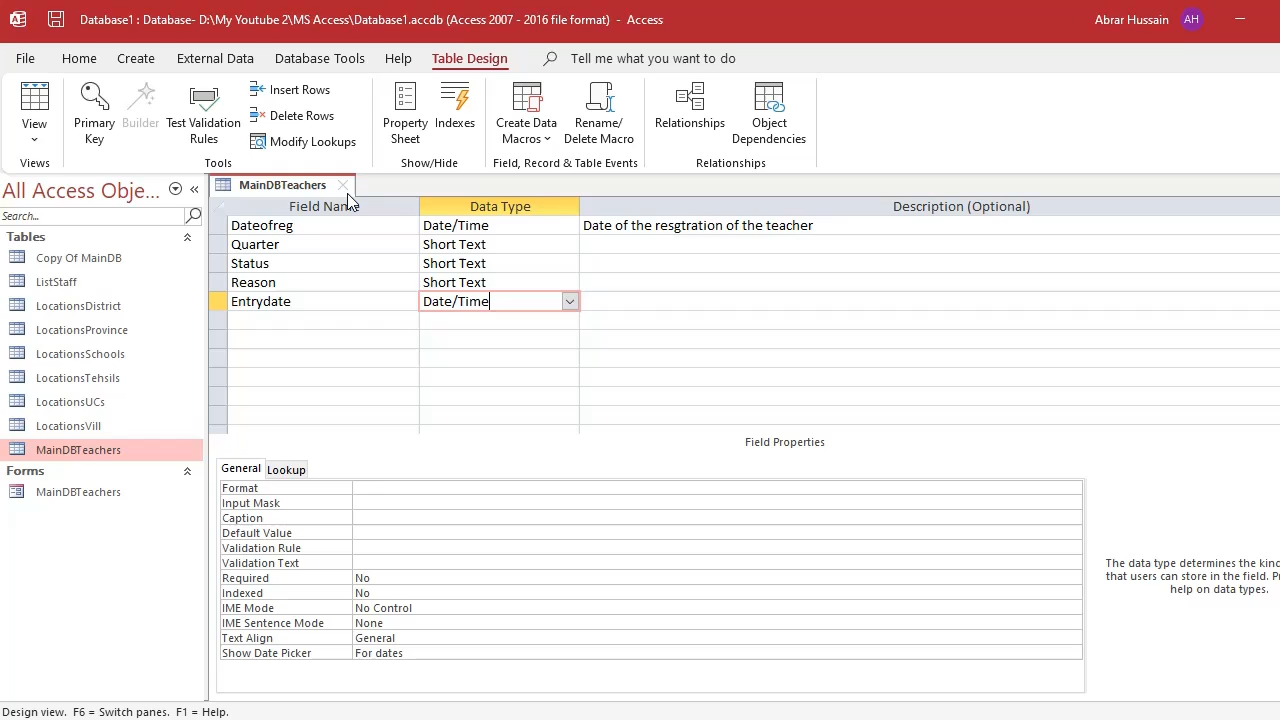 Database1 : Database- D:\My Youtube 2\MS Access\Database1.accdb (Access 2007 - 2016 file format) - Access
Abrar Hussain
AH
File Home Create External Data Database Tools Help Table Design Tell me what you want to do
View
Views
Primary Key
Builder
Test Validation Rules
Insert Rows
Delete Rows
Modify Lookups
Tools
Property Sheet
Indexes
Show/Hide
Create Data Macros
Rename/ Delete Macro
Field, Record & Table Events
Relationships
Object Dependencies
Relationships
All Access Obje...
Search...
Tables
Copy Of MainDB
ListStaff
LocationsDistrict
LocationsProvince
LocationsSchools
LocationsTehsils
LocationsUCs
LocationsVill
MainDBTeachers
Forms
MainDBTeachers
MainDBTeachers
Field Name Data Type Description (Optional)
Dateofreg Date/Time Date of the resgtration of the teacher
Quarter Short Text
Status Short Text
Reason Short Text
Entrydate Date/Time
Field Properties
General Lookup
Format
Input Mask
Caption
Default Value
Validation Rule
Validation Text
Required No
Indexed No
IME Mode No Control
IME Sentence Mode None
Text Align General
Show Date Picker For dates
The data type determines the kind
that users can store in the field. P
help on data types.
Design view. F6 = Switch panes. F1 = Help.